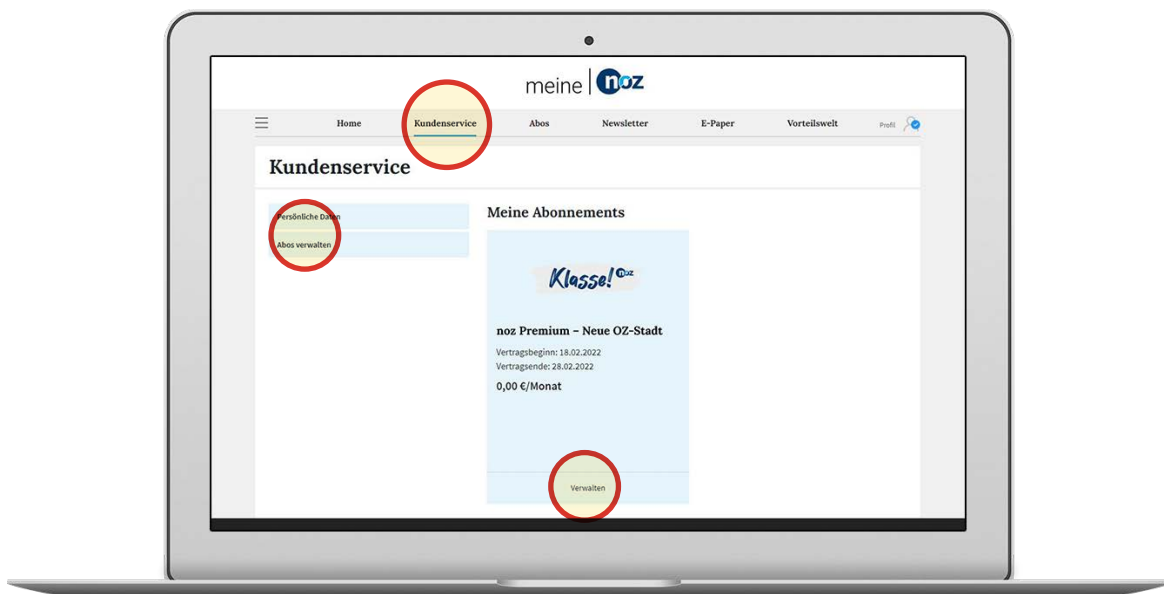 meine | noz
Home Kundenservice Abos Newsletter E-Paper Vorteilswelt Profil
Kundenservice
Persönliche Daten
Abos verwalten
Meine Abonnements
Klasse! noz
noz Premium – Neue OZ-Stadt
Vertragsbeginn: 18.02.2022
Vertragsende: 28.02.2022
0,00 €/Monat
Verwalten